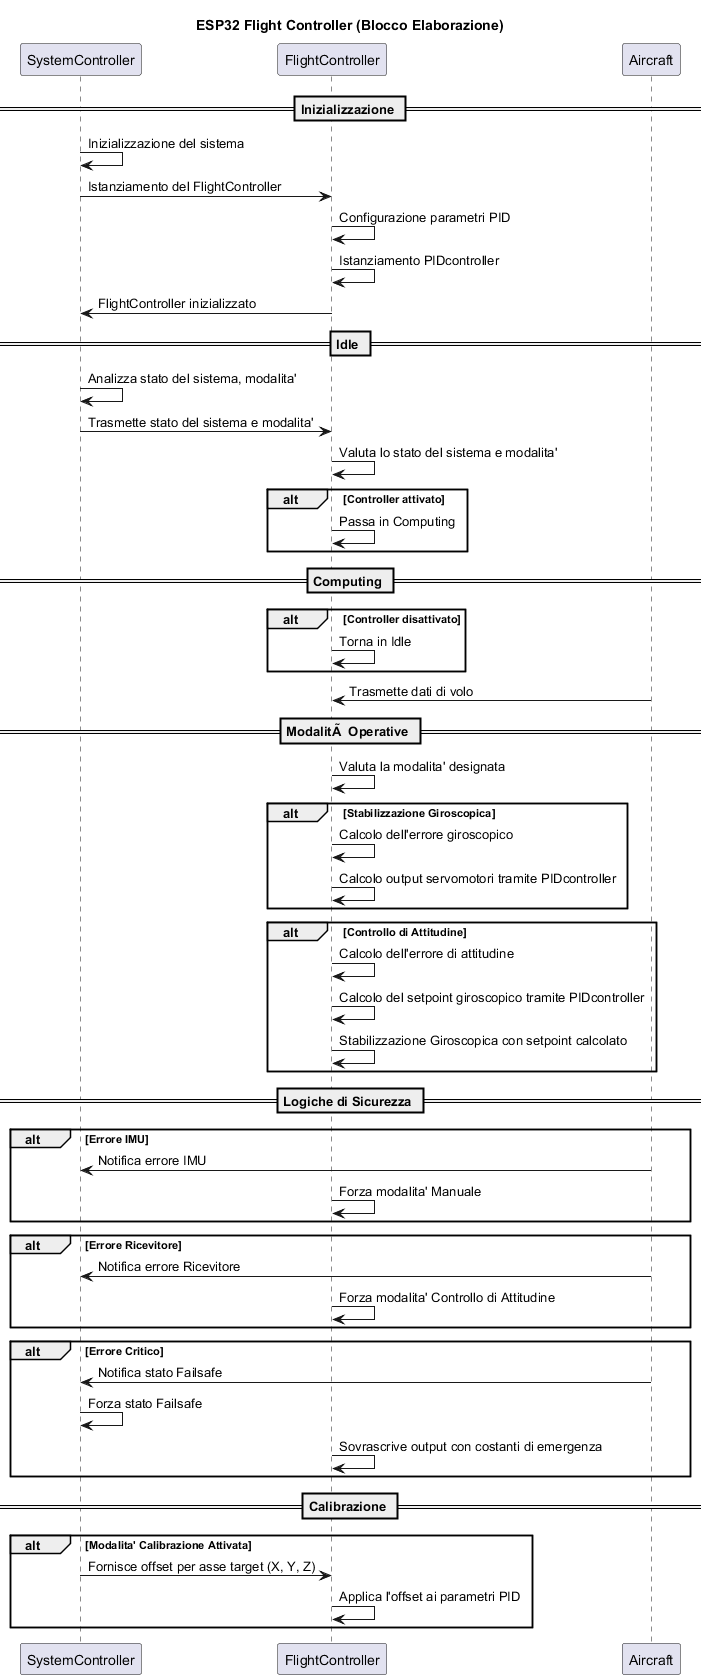 ESP32 Flight Controller (Blocco Elaborazione)
SystemController FlightController Aircraft
Inizializzazione
Inizializzazione del sistema
Istanziamento del FlightController
Configurazione parametri PID
Istanziamento PIDcontroller
FlightController inizializzato
Idle
Analizza stato del sistema, modalita'
Trasmette stato del sistema e modalita'
Valuta lo stato del sistema e modalita'
alt [Controller attivato]
Passa in Computing
Computing
alt [Controller disattivato]
Torna in Idle
Trasmette dati di volo
ModalitÃ  Operative
Valuta la modalita' designata
alt [Stabilizzazione Giroscopica]
Calcolo dell'errore giroscopico
Calcolo output servomotori tramite PIDcontroller
alt [Controllo di Attitudine]
Calcolo dell'errore di attitudine
Calcolo del setpoint giroscopico tramite PIDcontroller
Stabilizzazione Giroscopica con setpoint calcolato
Logiche di Sicurezza
alt [Errore IMU]
Notifica errore IMU
Forza modalita' Manuale
alt [Errore Ricevitore]
Notifica errore Ricevitore
Forza modalita' Controllo di Attitudine
alt [Errore Critico]
Notifica stato Failsafe
Forza stato Failsafe
Sovrascrive output con costanti di emergenza
Calibrazione
alt [Modalita' Calibrazione Attivata]
Fornisce offset per asse target (X, Y, Z)
Applica l'offset ai parametri PID
SystemController FlightController Aircraft